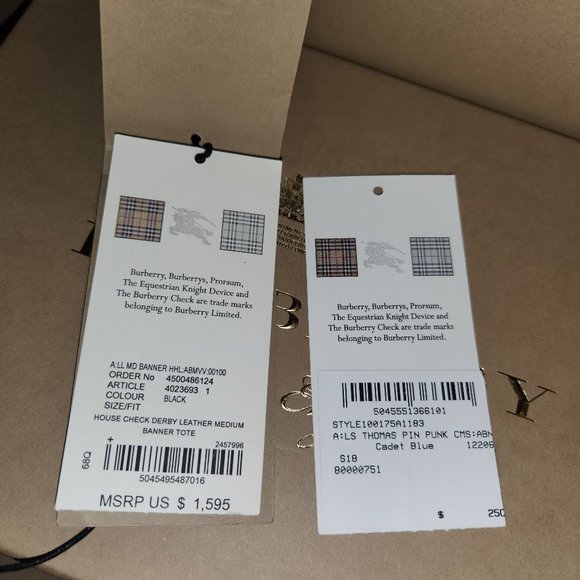 Burberry, Burberrys, Prorsum,
The Equestrian Knight Device and
The Burberry Check are trade marks
belonging to Burberry Limited.
A:LL MD BANNER HHL:ABMVV:00100
ORDER No 4500486124
ARTICLE 4023693 1
COLOUR BLACK
SIZE/FIT
HOUSE CHECK DERBY LEATHER MEDIUM
BANNER TOTE
2457996
68Q
5045495487016
MSRP US $ 1,595
Burberry, Burberrys, Prorsum,
The Equestrian Knight Device and
The Burberry Check are trade marks
belonging to Burberry Limited.
5045551366101
STYLE100175A1183
A:LS THOMAS PIN PUNK CMS:ABN
Cadet Blue 12206
S18
80000751
$ 250
B
Y